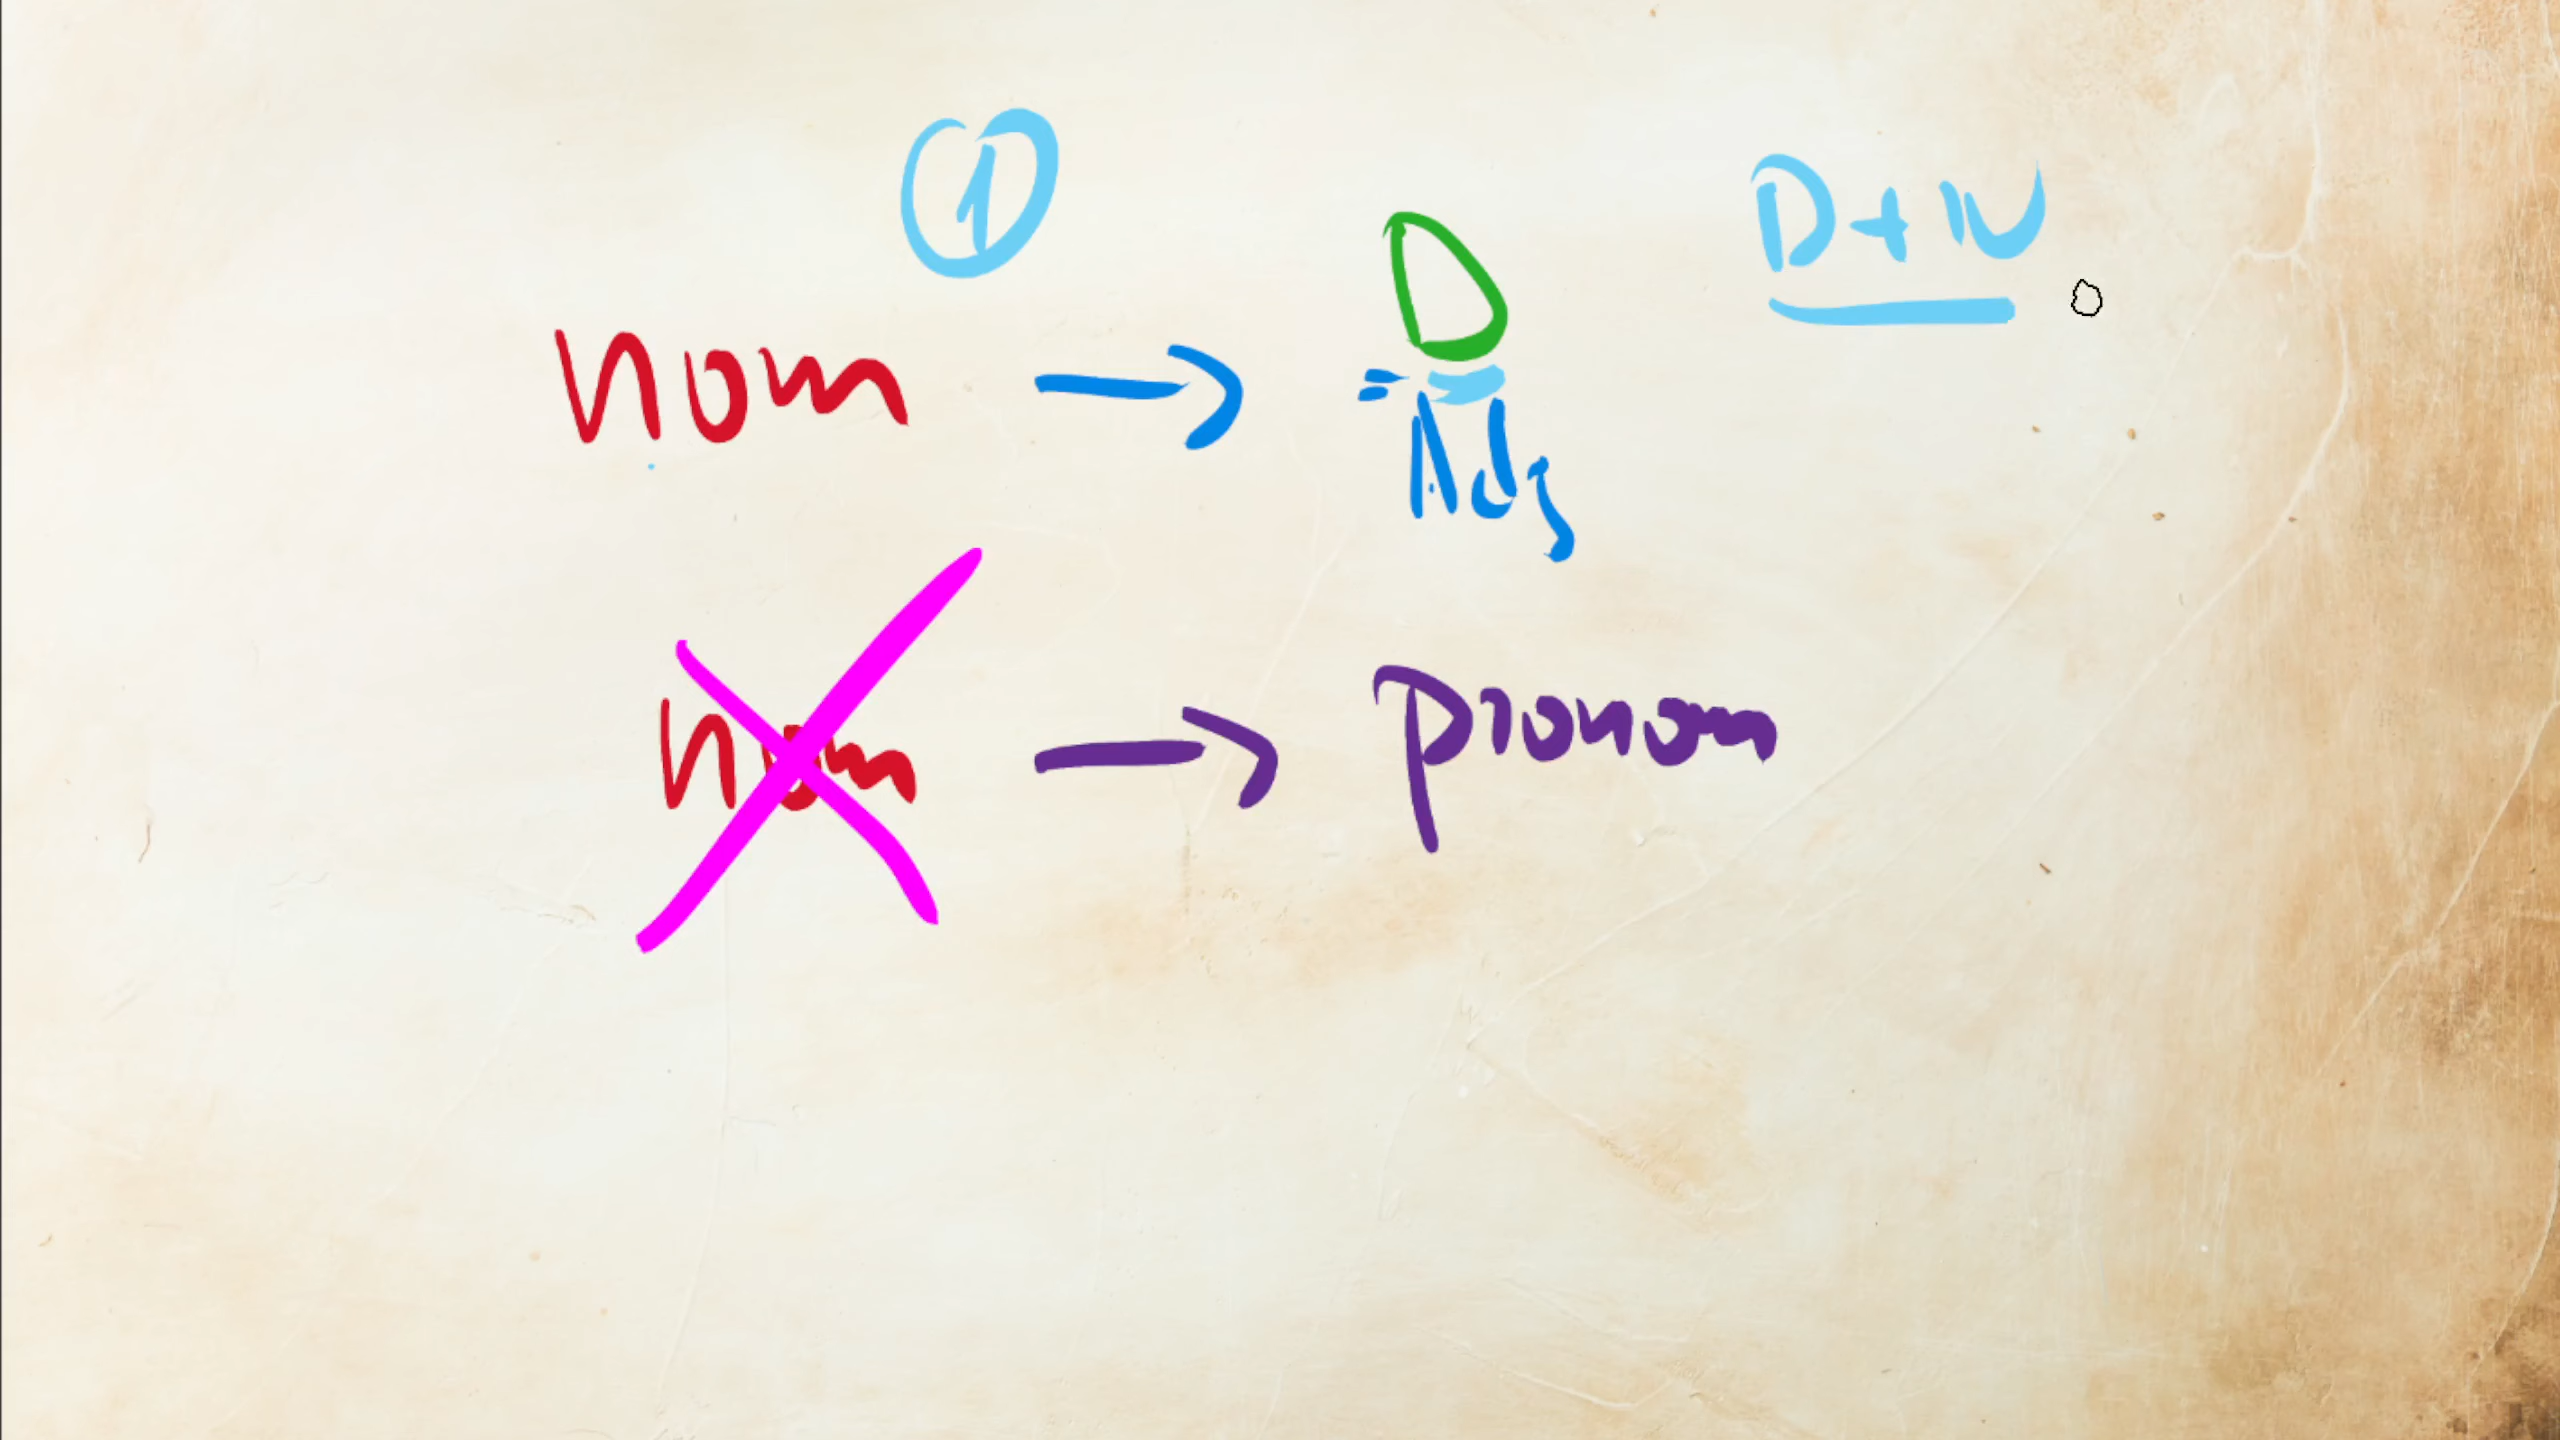 ①
D+N
D
nom → = Adj
nom → pronom